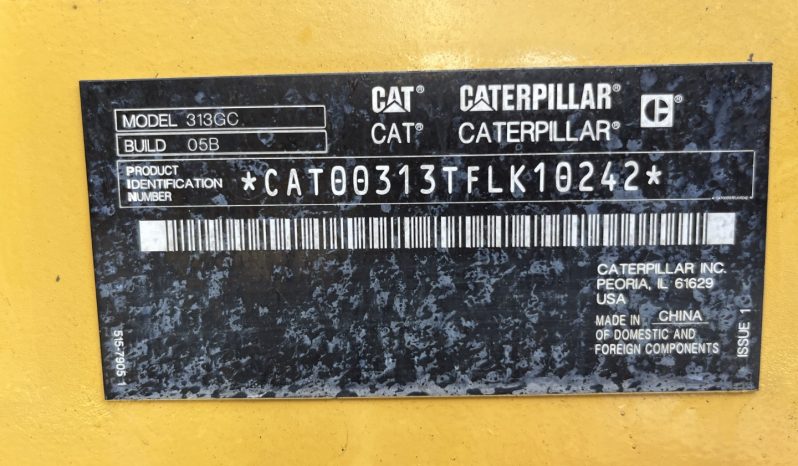 CAT® CATERPILLAR®
CAT® CATERPILLAR® C®
MODEL 313GC
BUILD 05B
PRODUCT
IDENTIFICATION
NUMBER
*CAT00313TFLK10242*
CATERPILLAR INC.
PEORIA, IL 61629
USA
MADE IN CHINA
OF DOMESTIC AND
FOREIGN COMPONENTS
515-7905 1
ISSUE 1